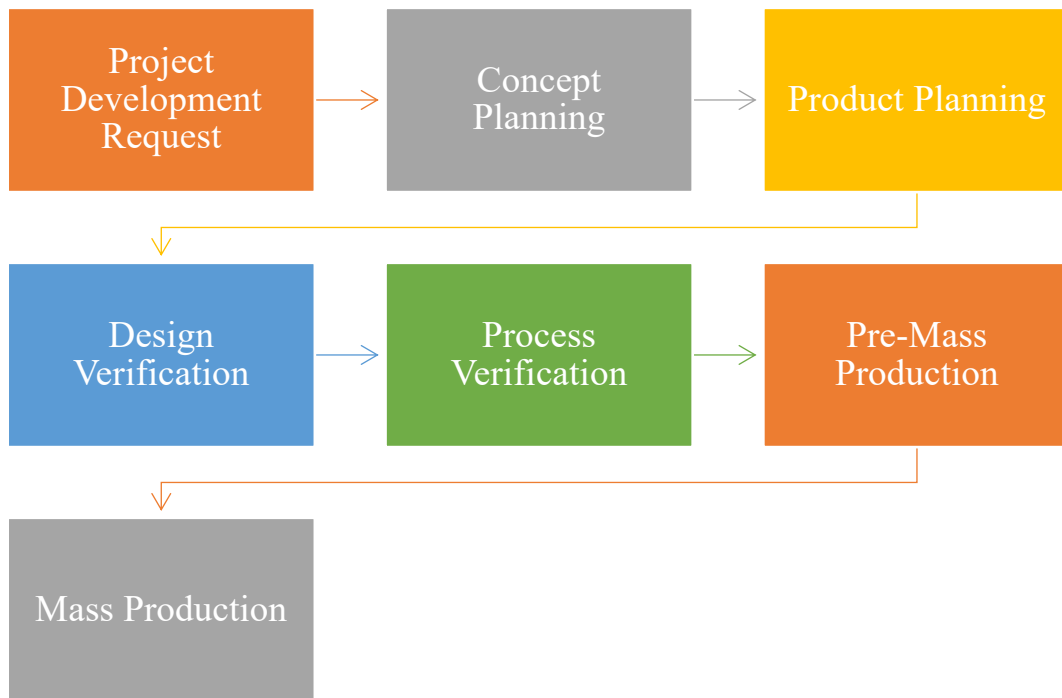 Project
Development
Request
Concept
Planning
Product Planning
Design
Verification
Process
Verification
Pre-Mass
Production
Mass Production